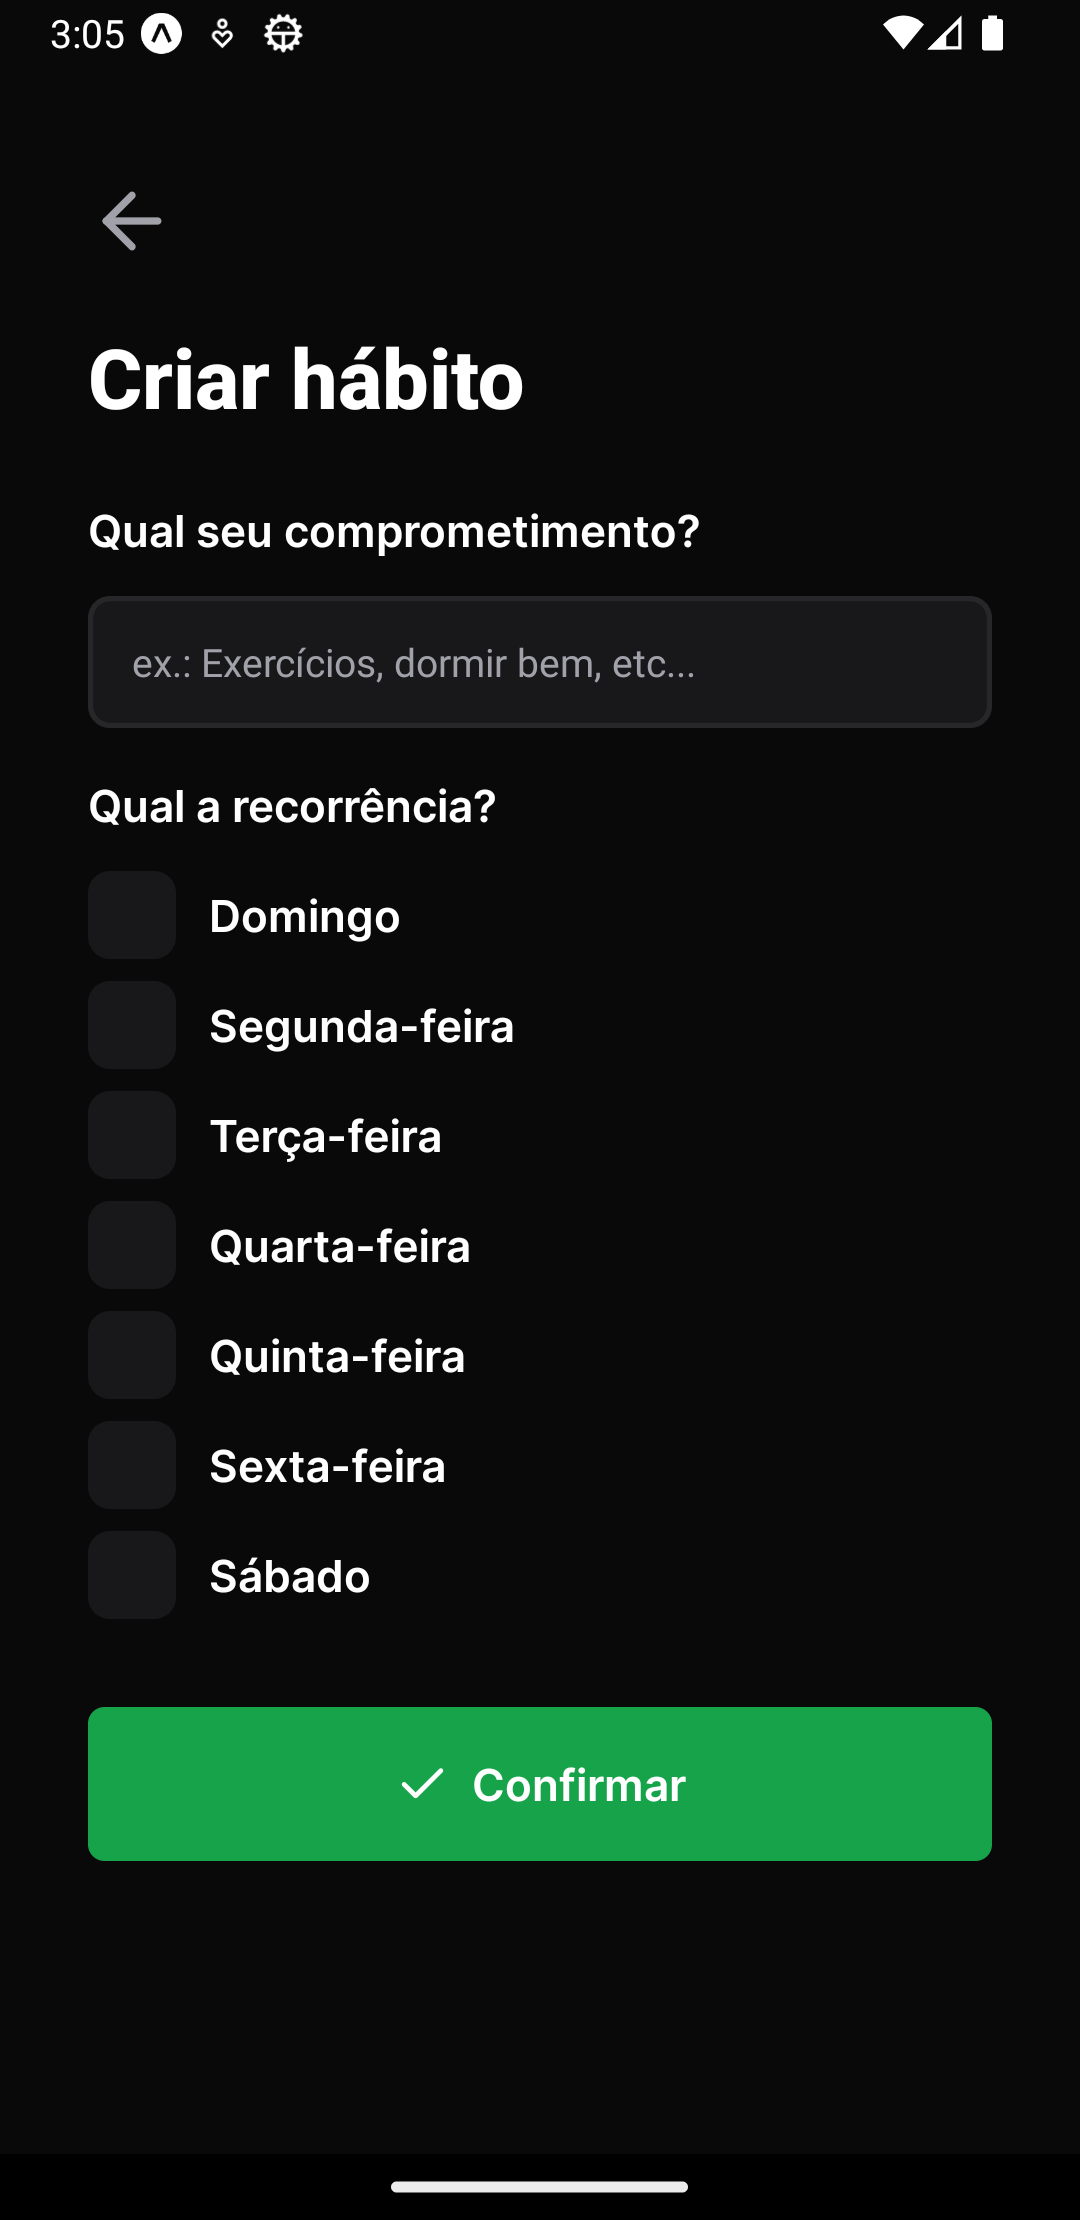 3:05
Criar hábito
Qual seu comprometimento?
ex.: Exercícios, dormir bem, etc...
Qual a recorrência?
Domingo
Segunda-feira
Terça-feira
Quarta-feira
Quinta-feira
Sexta-feira
Sábado
Confirmar